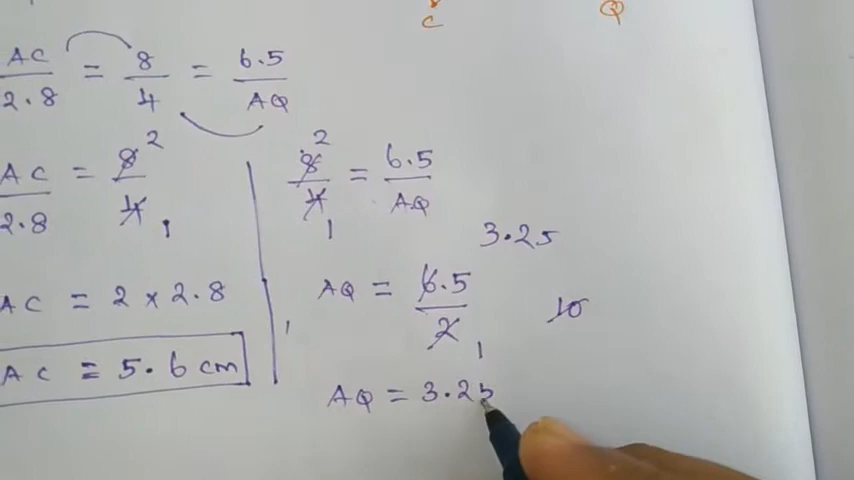 C Q
AC/2.8 = 8/4 = 6.5/AQ
AC/2.8 = 8/4 2 1
AC = 2 × 2.8
AC = 5.6 cm
8/4 2 1 = 6.5/AQ
3.25
AQ = 6.5/2 1
10
AQ = 3.25